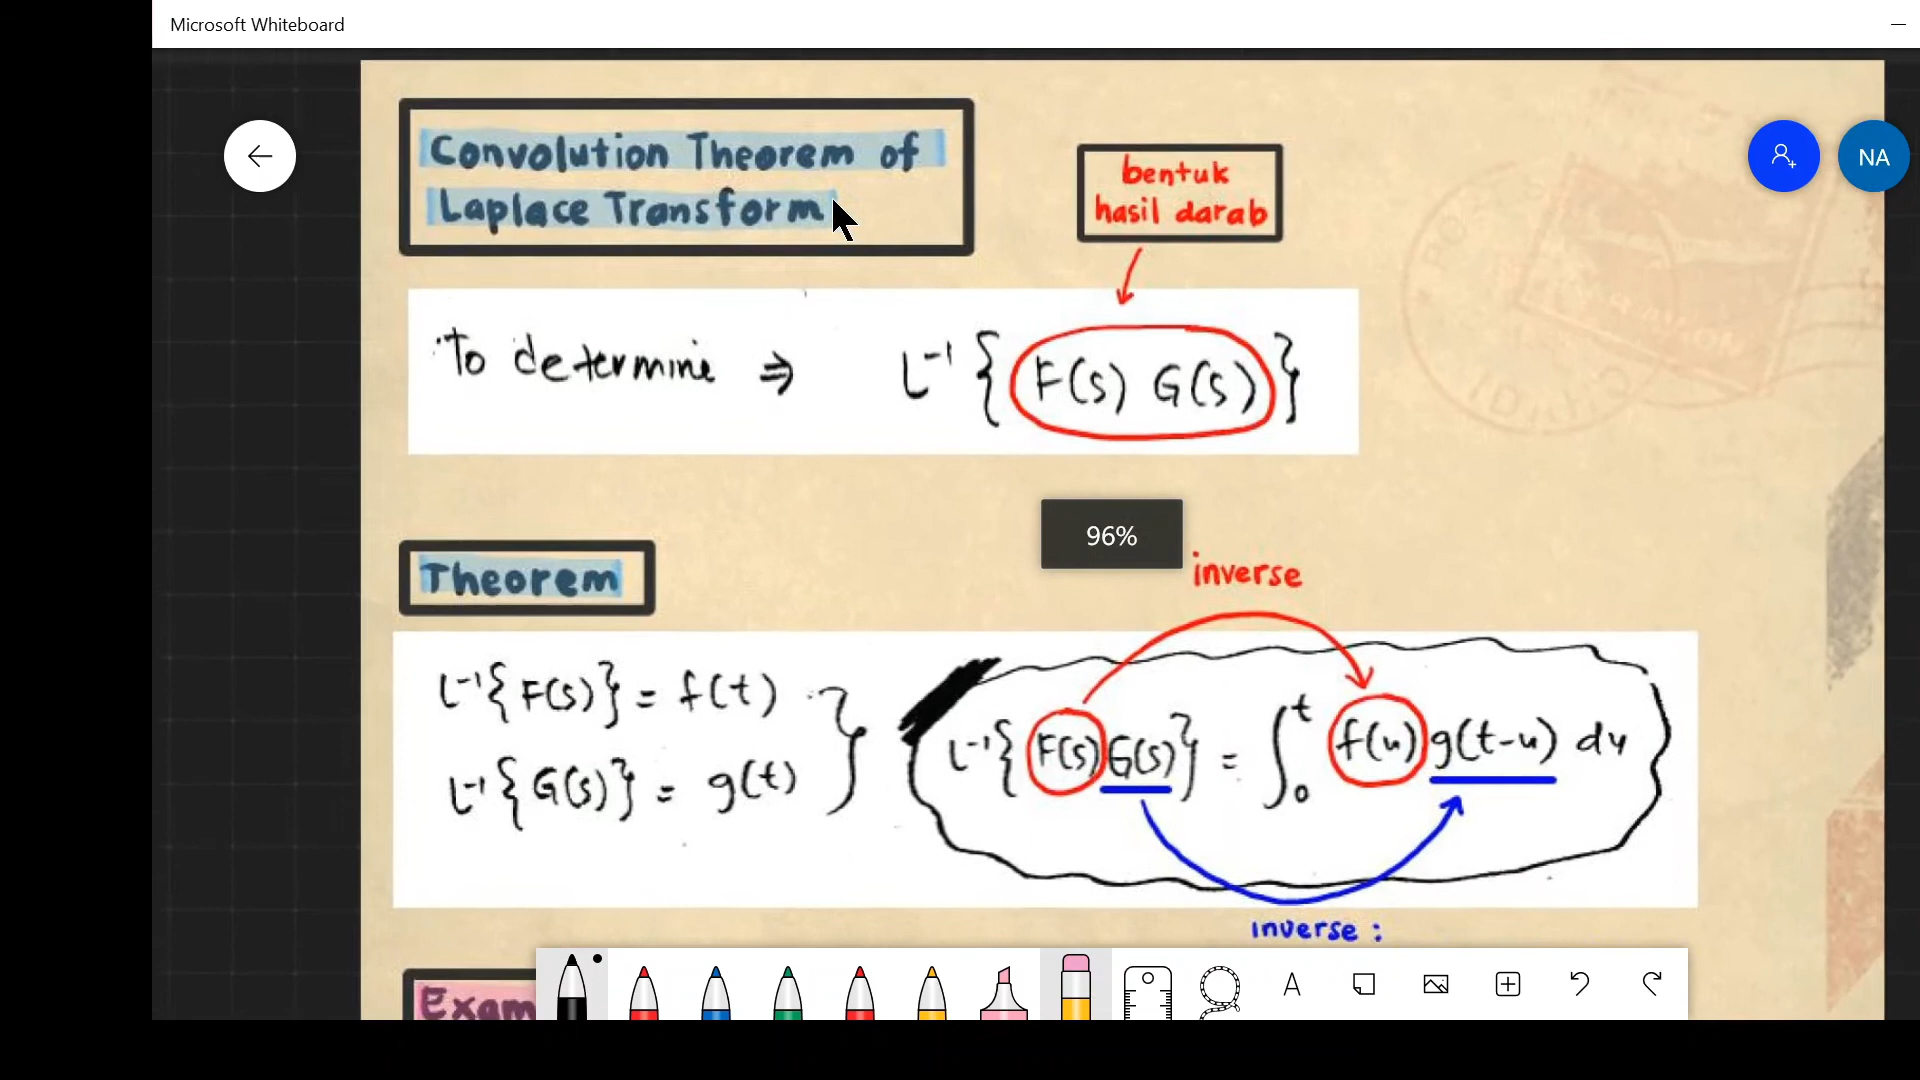 Microsoft Whiteboard
Convolution Theorem of
Laplace Transform
bentuk
hasil darab
NA
To determine ⇒ L⁻¹{F(s) G(s)}
96%
Theorem
inverse
L⁻¹{F(s)} = f(t)
L⁻¹{G(s)} = g(t)
L⁻¹{F(s)G(s)} = ∫₀ᵗ f(u) g(t-u) du
inverse :
Exam
A